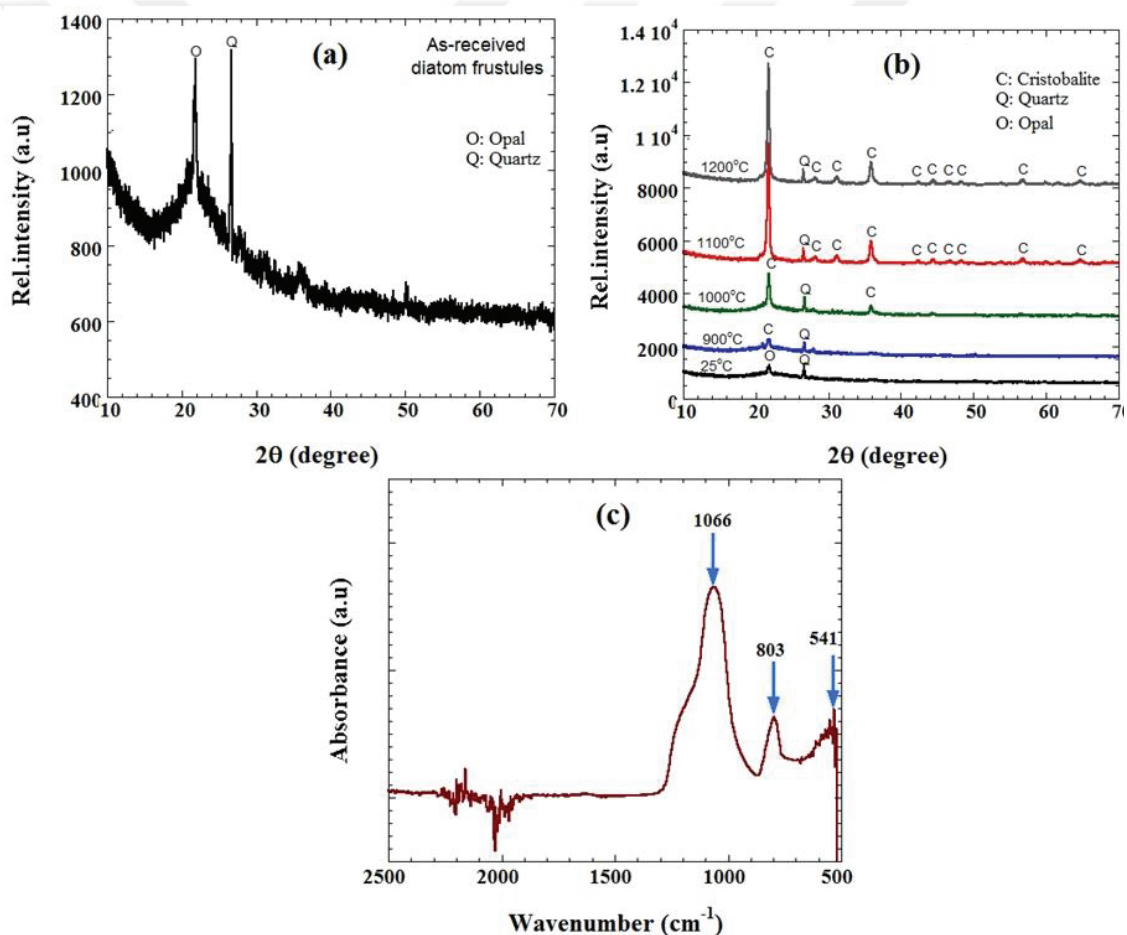 (a)
As-received
diatom frustules
O
Q
O: Opal
Q: Quartz
1400
1200
1000
800
600
400
10 20 30 40 50 60 70
Rel.intensity (a.u)
2θ (degree)
(b)
C: Cristobalite
Q: Quartz
O: Opal
1.4 10⁴
1.2 10⁴
1 10⁴
8000
6000
4000
2000
0
10 20 30 40 50 60 70
Rel.intensity (a.u)
2θ (degree)
C
1200°C Q C C C C C C C C C
1100°C Q C C C C C C C C C
C
1000°C Q C
900°C C Q
25°C O Q
(c)
1066
803
541
Absorbance (a.u)
2500 2000 1500 1000 500
Wavenumber (cm⁻¹)